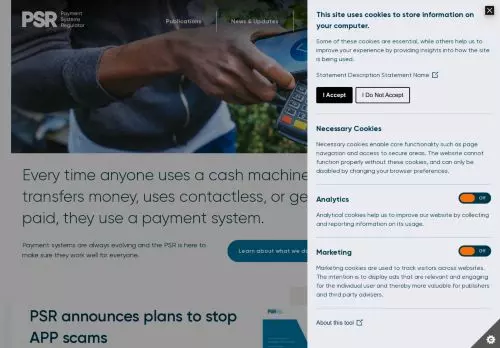 PSR Payment
Systems
Regulator
Publications
News & Updates
Every time anyone uses a cash machine
transfers money, uses contactless, or ge
paid, they use a payment system.
Payment systems are always evolving and the PSR is here to
make sure they work well for everyone.
Learn about what we do
PSR announces plans to stop
APP scams
This site uses cookies to store information on
your computer.
Some of these cookies are essential, while others help us to
improve your experience by providing insights into how the site
is being used.
Statement Description Statement Name
I Accept
I Do Not Accept
Necessary Cookies
Necessary cookies enable core functionality such as page
navigation and access to secure areas. The website cannot
function properly without these cookies, and can only be
disabled by changing your browser preferences.
Analytics
Off
Analytical cookies help us to improve our website by collecting
and reporting information on its usage.
Marketing
Off
Marketing cookies are used to track visitors across websites.
The intention is to display ads that are relevant and engaging
for the individual user and thereby more valuable for publishers
and third party advertisers.
About this tool